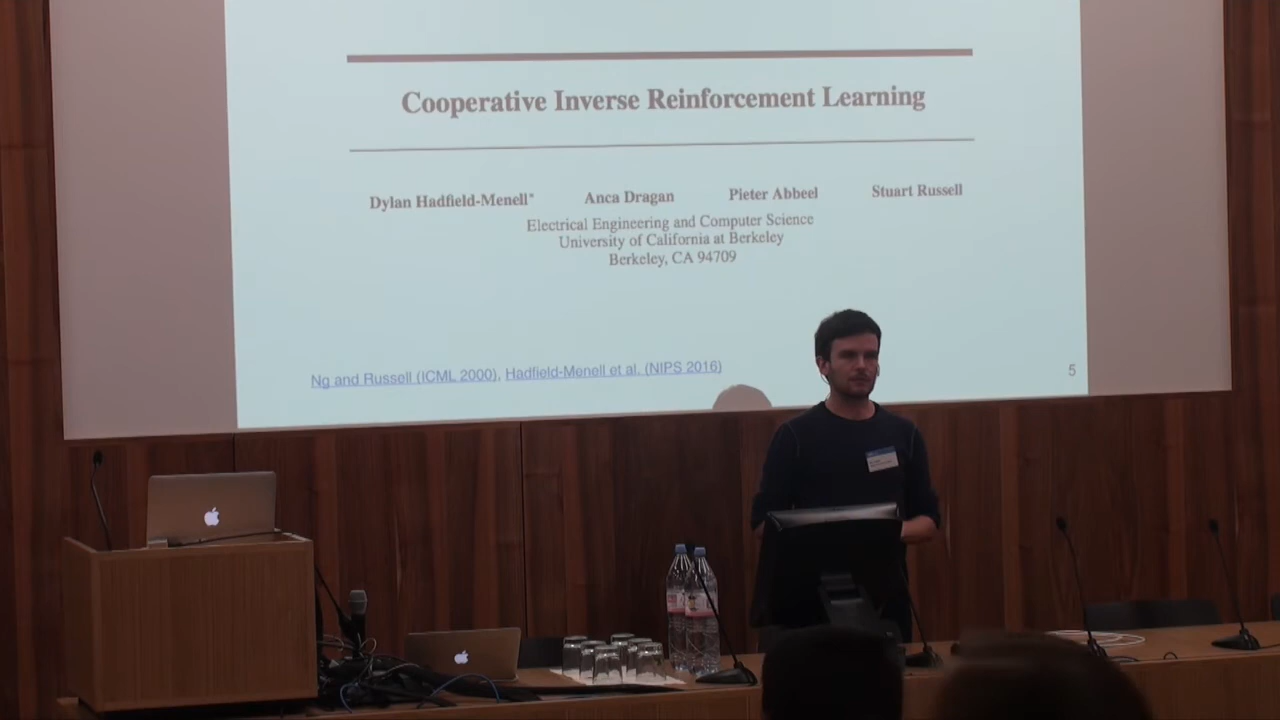 Cooperative Inverse Reinforcement Learning
Dylan Hadfield-Menell* Anca Dragan Pieter Abbeel Stuart Russell
Electrical Engineering and Computer Science
University of California at Berkeley
Berkeley, CA 94709
Ng and Russell (ICML 2000), Hadfield-Menell et al. (NIPS 2016)
5